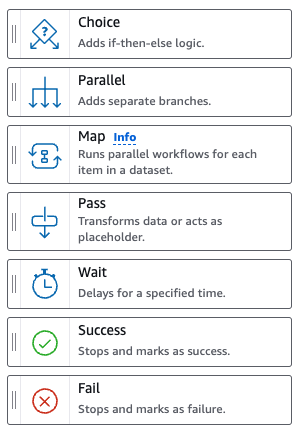 Choice
Adds if-then-else logic.
Parallel
Adds separate branches.
Map Info
Runs parallel workflows for each
item in a dataset.
Pass
Transforms data or acts as
placeholder.
Wait
Delays for a specified time.
Success
Stops and marks as success.
Fail
Stops and marks as failure.